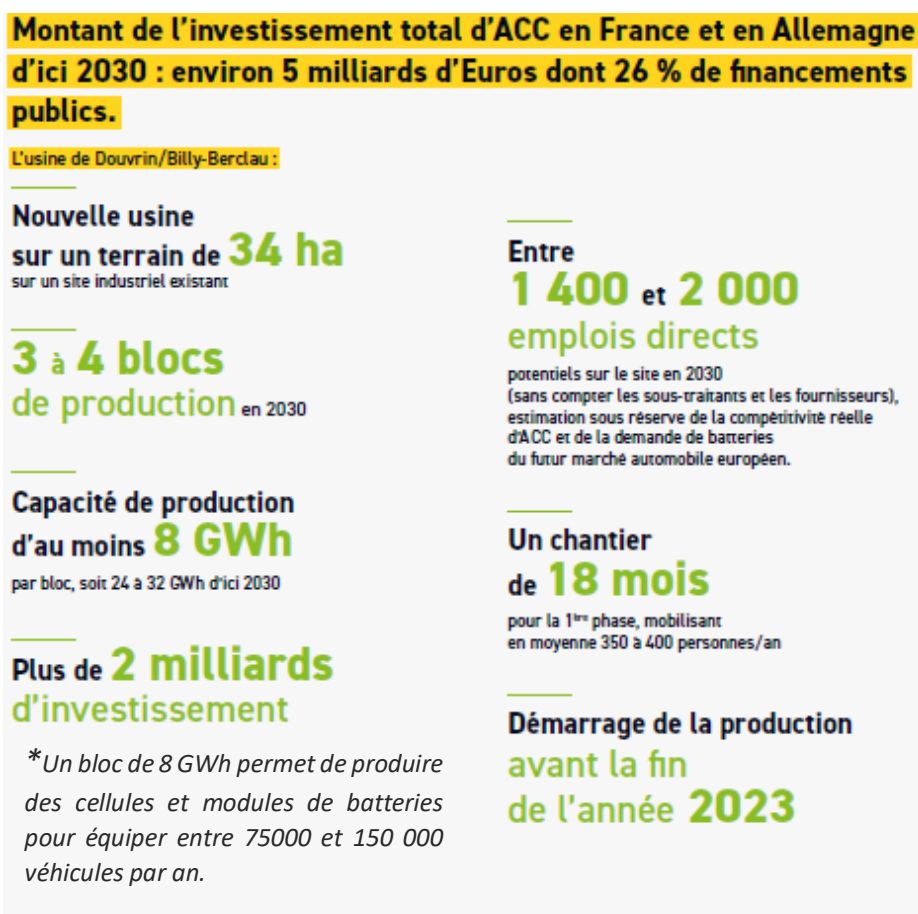 Montant de l'investissement total d'ACC en France et en Allemagne
d'ici 2030 : environ 5 milliards d'Euros dont 26 % de financements
publics.
L'usine de Douvrin/Billy-Berclau :
Nouvelle usine
sur un terrain de 34 ha
sur un site industriel existant
3 à 4 blocs
de production en 2030
Capacité de production
d'au moins 8 GWh
par bloc, soit 24 à 32 GWh d'ici 2030
Plus de 2 milliards
d'investissement
*Un bloc de 8 GWh permet de produire
des cellules et modules de batteries
pour équiper entre 75000 et 150 000
véhicules par an.
Entre
1 400 et 2 000
emplois directs
potentiels sur le site en 2030
(sans compter les sous-traitants et les fournisseurs),
estimation sous réserve de la compétitivité réelle
d'ACC et de la demande de batteries
du futur marché automobile européen.
Un chantier
de 18 mois
pour la 1ère phase, mobilisant
en moyenne 350 à 400 personnes/an
Démarrage de la production
avant la fin
de l'année 2023